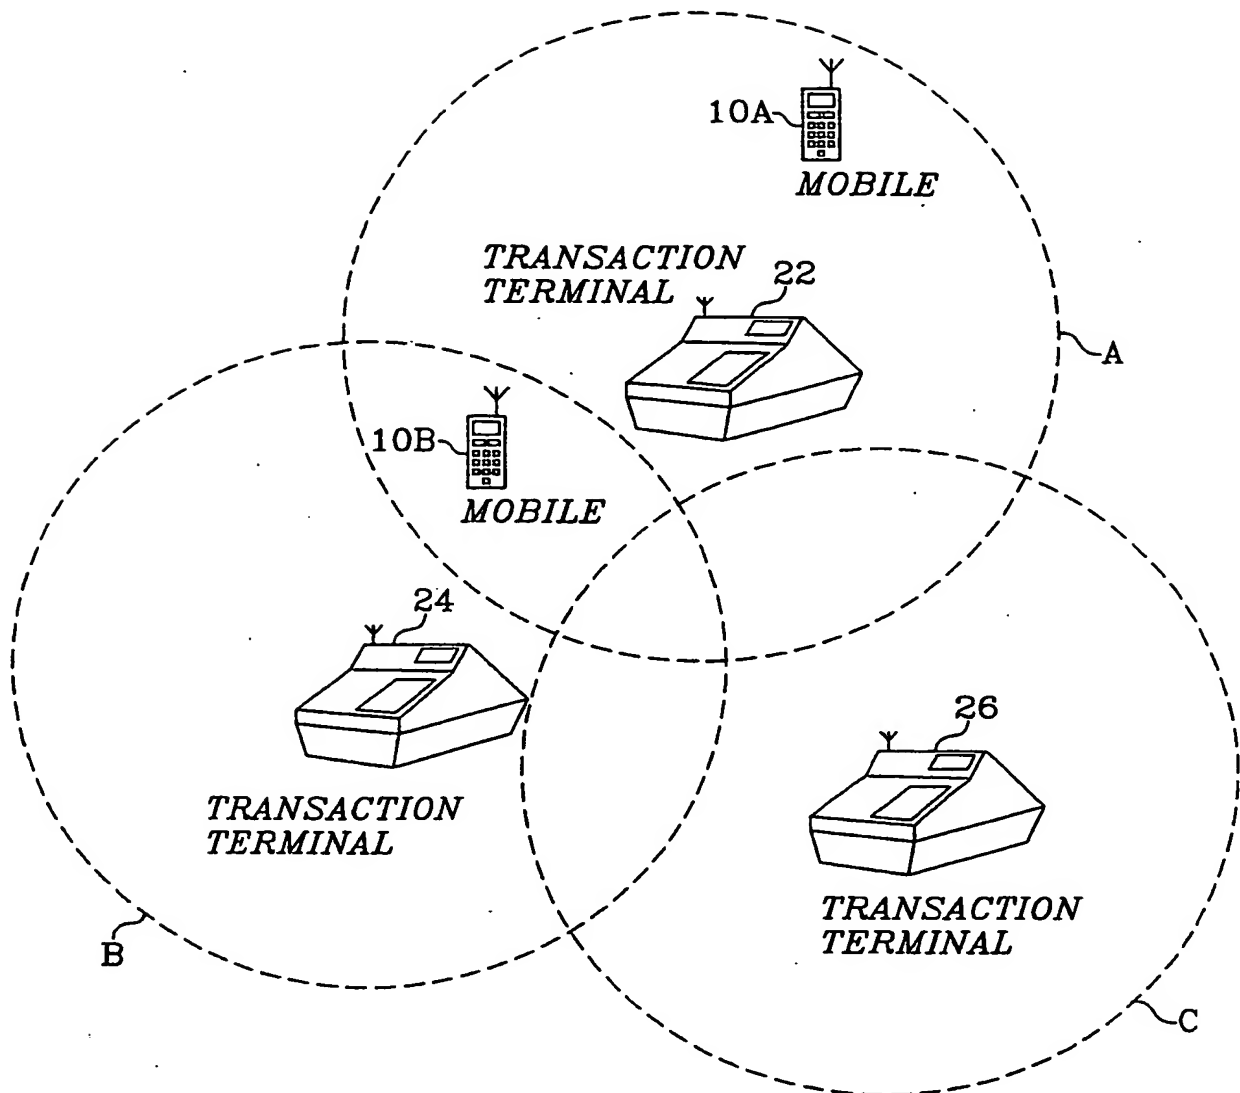 10A
MOBILE
TRANSACTION
TERMINAL
22
A
10B
MOBILE
24
TRANSACTION
TERMINAL
B
26
TRANSACTION
TERMINAL
C